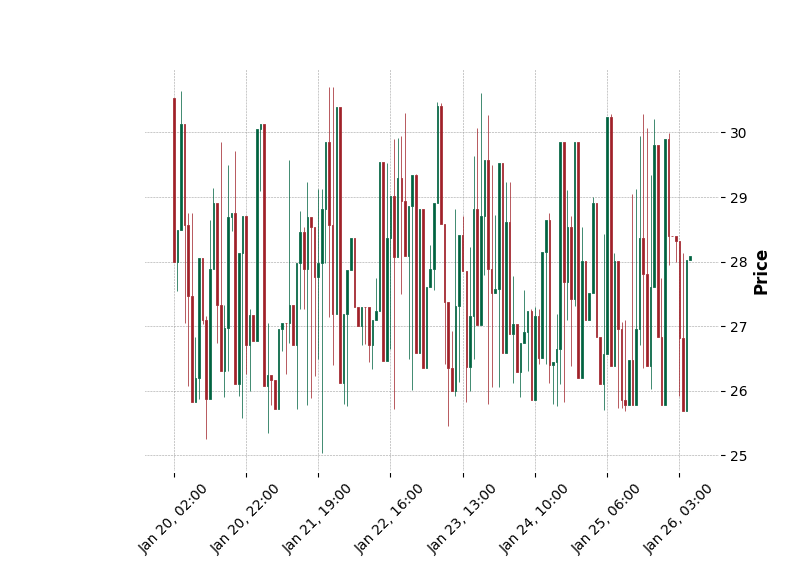 30
29
28
27
26
25
Price
Jan 20, 02:00
Jan 20, 22:00
Jan 21, 19:00
Jan 22, 16:00
Jan 23, 13:00
Jan 24, 10:00
Jan 25, 06:00
Jan 26, 03:00